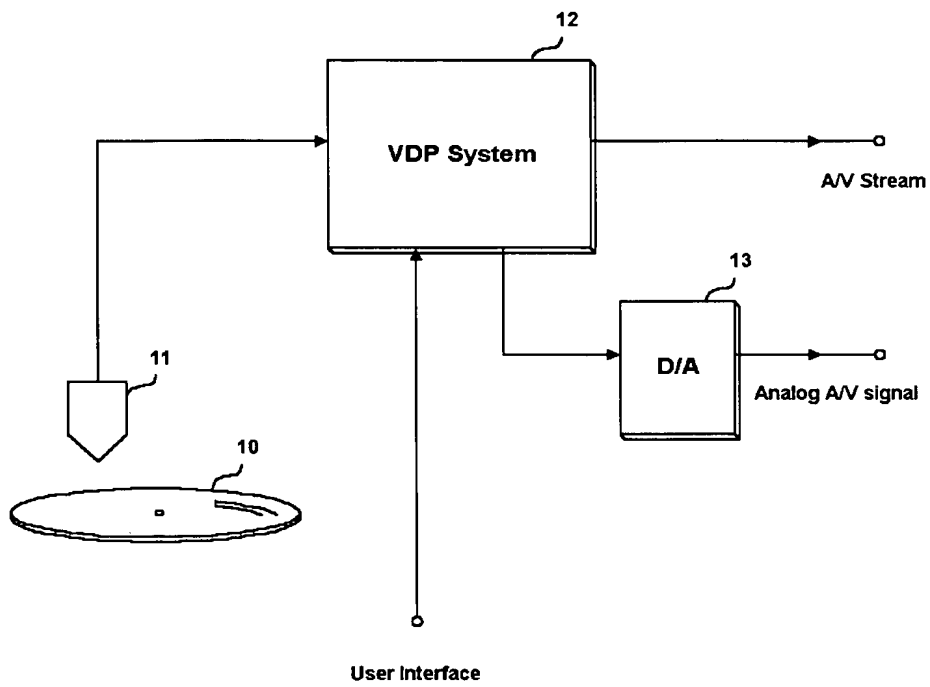 12
VDP System
A/V Stream
13
D/A
Analog A/V signal
11
10
User Interface